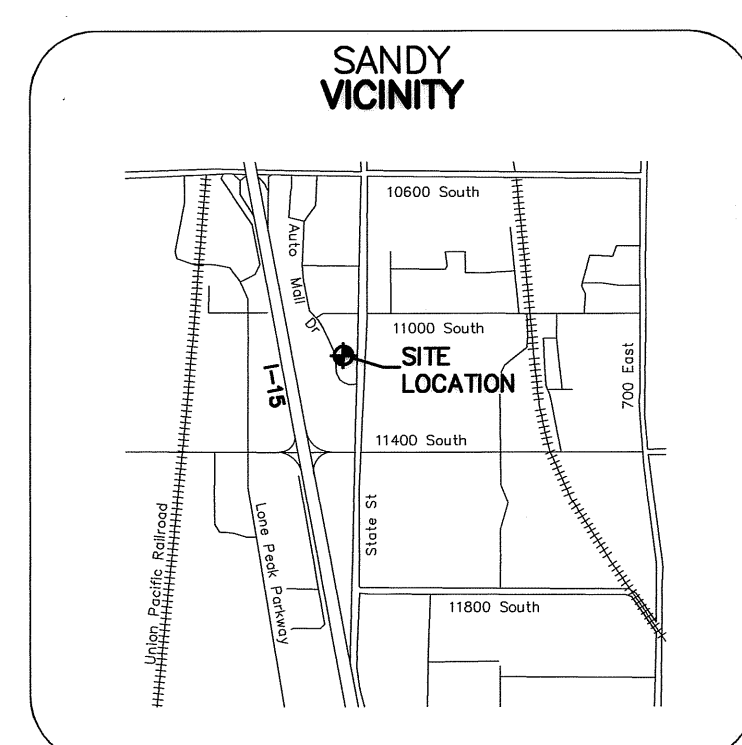 SANDY
VICINITY
10600 South
Auto Mall Dr
11000 South
SITE
LOCATION
I-15
700 East
11400 South
State St
Lone Peak Parkway
Union Pacific Railroad
11800 South